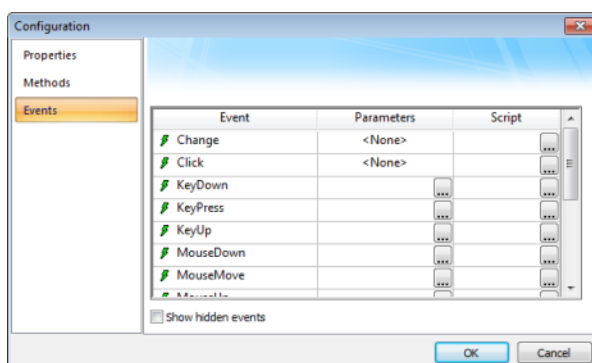 Configuration
Properties
Methods
Events
Event Parameters Script
Change <None> ...
Click <None> ...
KeyDown ... ...
KeyPress ... ...
KeyUp ... ...
MouseDown ... ...
MouseMove ... ...
MouseUp
Show hidden events
OK Cancel